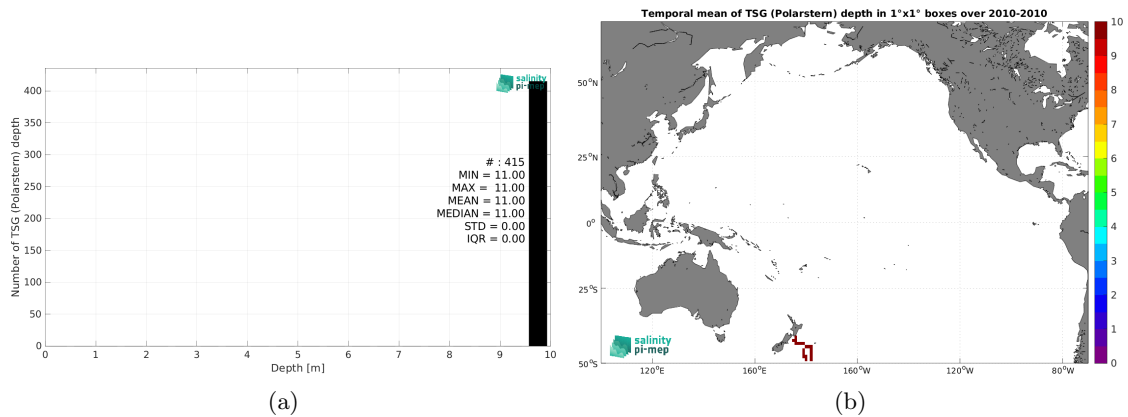 salinity
pi-mep
400
350
300
250
200
150
100
50
0
Number of TSG (Polarstern) depth
# : 415
MIN = 11.00
MAX = 11.00
MEAN = 11.00
MEDIAN = 11.00
STD = 0.00
IQR = 0.00
0 1 2 3 4 5 6 7 8 9 10
Depth [m]
(a)
Temporal mean of TSG (Polarstern) depth in 1°x1° boxes over 2010-2010
50°N
25°N
0°
25°S
50°S
120°E 160°E 160°W 120°W 80°W
salinity
pi-mep
10
9
8
7
6
5
4
3
2
1
0
(b)